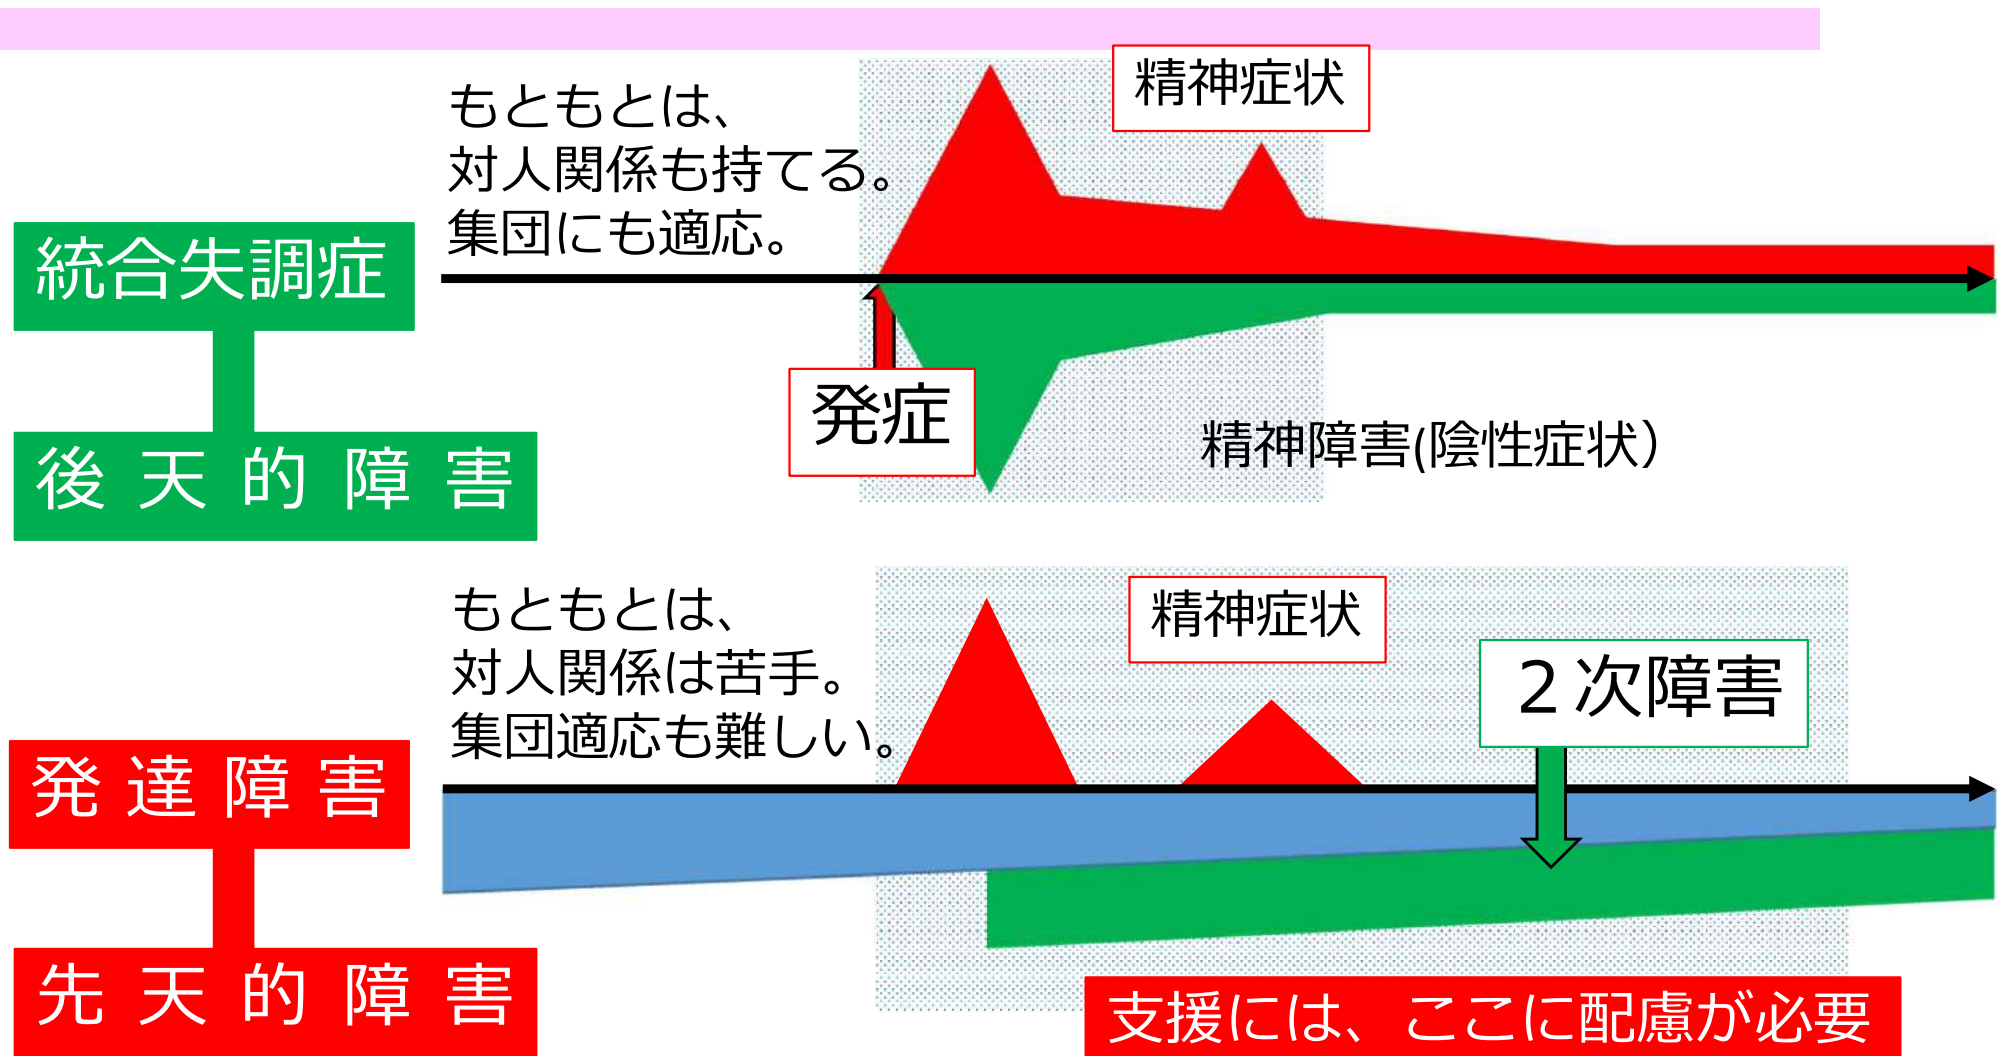 精神症状
もともとは、
対人関係も持てる。
集団にも適応。
統合失調症
発症
精神障害(陰性症状）
後天的障害
もともとは、
対人関係は苦手。
集団適応も難しい。
精神症状
２次障害
発達障害
先天的障害
支援には、ここに配慮が必要